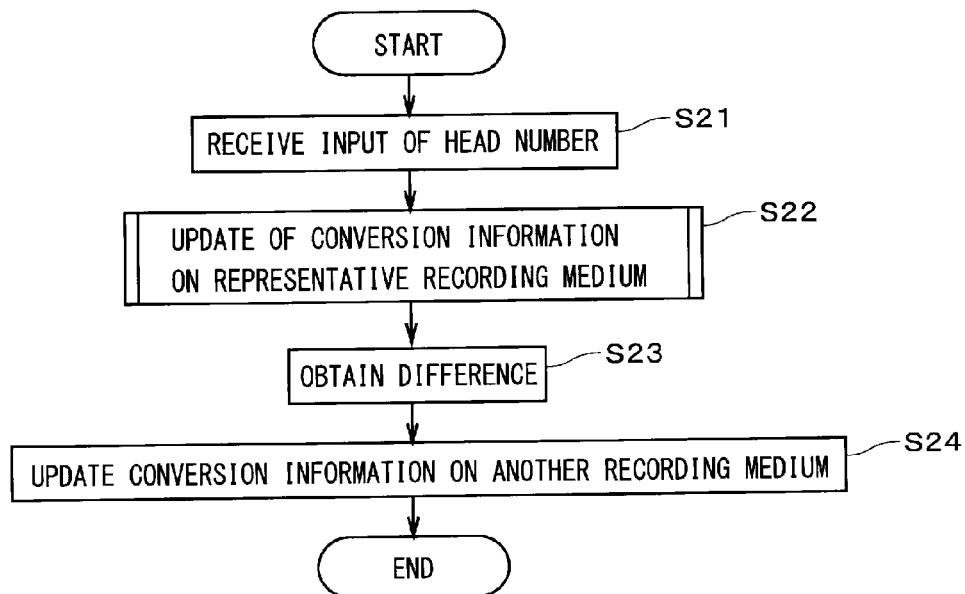 START
S21
RECEIVE INPUT OF HEAD NUMBER
S22
UPDATE OF CONVERSION INFORMATION
ON REPRESENTATIVE RECORDING MEDIUM
S23
OBTAIN DIFFERENCE
S24
UPDATE CONVERSION INFORMATION ON ANOTHER RECORDING MEDIUM
END